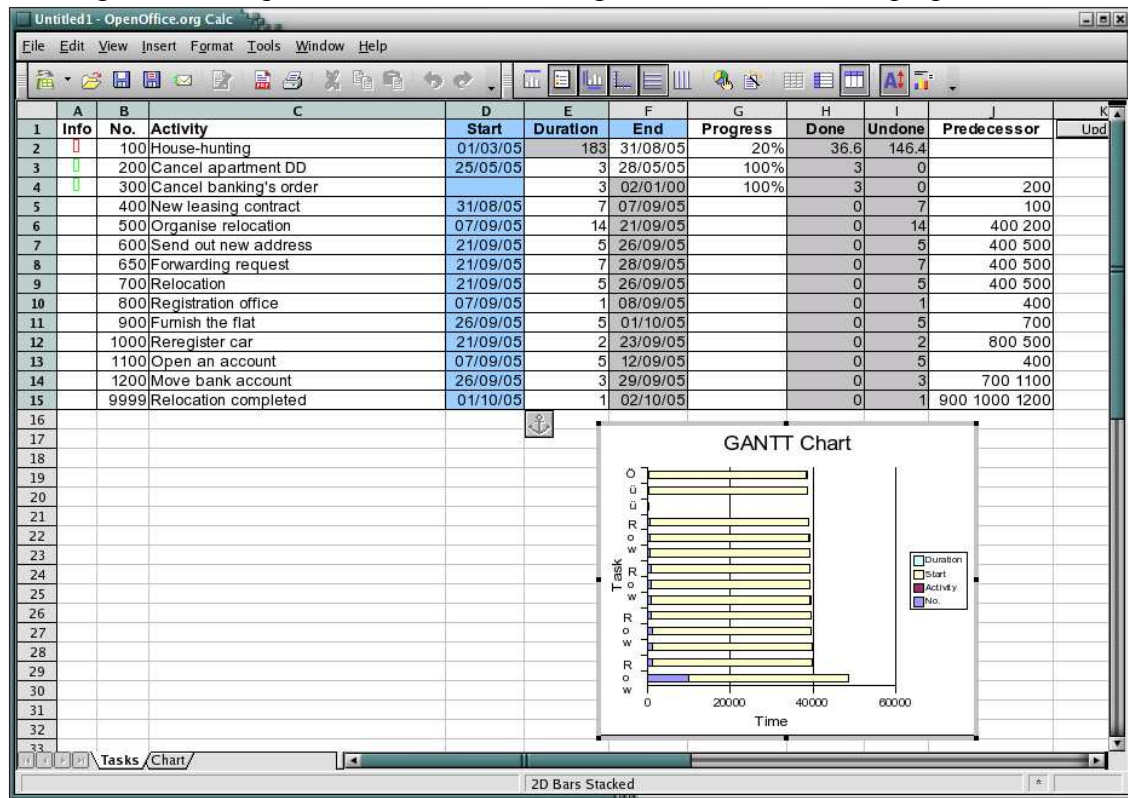 Untitled1 - OpenOffice.org Calc
File Edit View Insert Format Tools Window Help
A B C D E F G H I J K
1 Info No. Activity Start Duration End Progress Done Undone Predecessor Upd
2 100 House-hunting 01/03/05 183 31/08/05 20% 36.6 146.4
3 200 Cancel apartment DD 25/05/05 3 28/05/05 100% 3 0
4 300 Cancel banking's order 3 02/01/00 100% 3 0 200
5 400 New leasing contract 31/08/05 7 07/09/05 0 7 100
6 500 Organise relocation 07/09/05 14 21/09/05 0 14 400 200
7 600 Send out new address 21/09/05 5 26/09/05 0 5 400 500
8 650 Forwarding request 21/09/05 7 28/09/05 0 7 400 500
9 700 Relocation 21/09/05 5 26/09/05 0 5 400 500
10 800 Registration office 07/09/05 1 08/09/05 0 1 400
11 900 Furnish the flat 26/09/05 5 01/10/05 0 5 700
12 1000 Reregister car 21/09/05 2 23/09/05 0 2 800 500
13 1100 Open an account 07/09/05 5 12/09/05 0 5 400
14 1200 Move bank account 26/09/05 3 29/09/05 0 3 700 1100
15 9999 Relocation completed 01/10/05 1 02/10/05 0 1 900 1000 1200
16
17
18
19
20
21
22
23
24
25
26
27
28
29
30
31
32
33
GANTT Chart
Task
Ö
ü
ü
Row
Row
Row
Row
0 20000 40000 60000
Time
Duration
Start
Activity
No.
Tasks Chart
2D Bars Stacked *